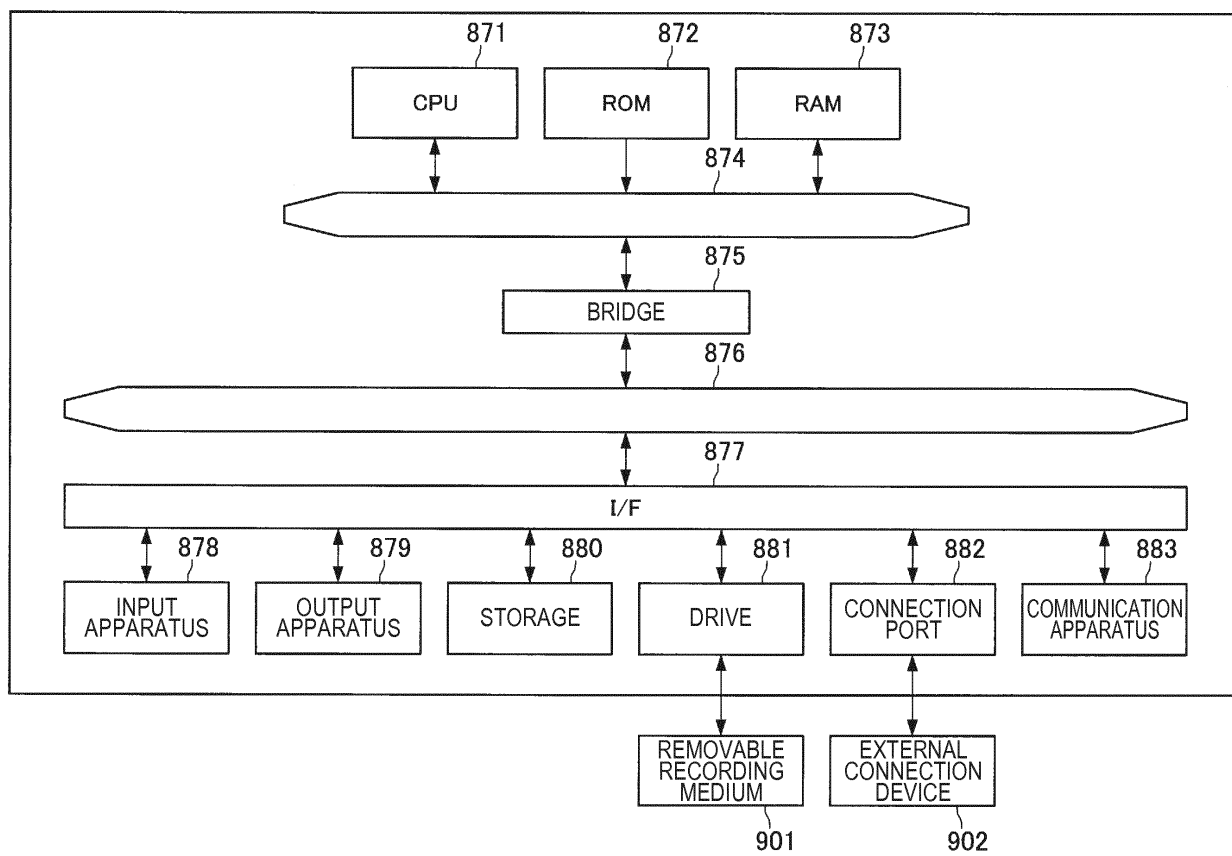 871
872
873
CPU
ROM
RAM
874
875
BRIDGE
876
877
I/F
878
879
880
881
882
883
INPUT
APPARATUS
OUTPUT
APPARATUS
STORAGE
DRIVE
CONNECTION
PORT
COMMUNICATION
APPARATUS
REMOVABLE
RECORDING
MEDIUM
EXTERNAL
CONNECTION
DEVICE
901
902